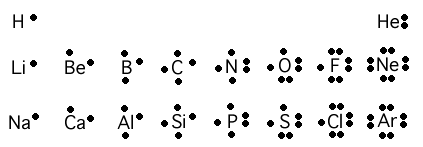 H He
Li Be B C N O F Ne
Na Ca Al Si P S Cl Ar